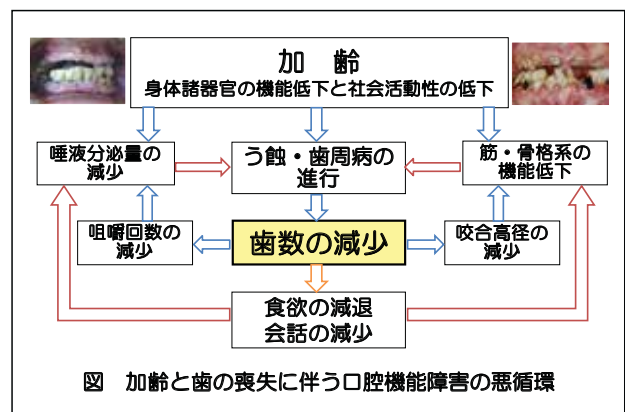 加 齢
身体諸器官の機能低下と社会活動性の低下
唾液分泌量の
減少
う蝕・歯周病の
進行
筋・骨格系の
機能低下
咀嚼回数の
減少
歯数の減少
咬合高径の
減少
食欲の減退
会話の減少
図 加齢と歯の喪失に伴う口腔機能障害の悪循環